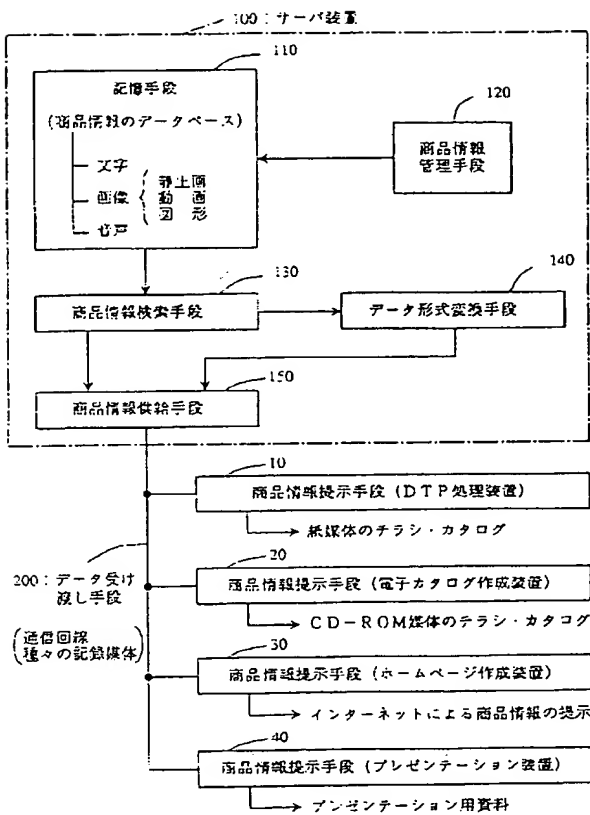 100：サーバ装置
110
記憶手段
（商品情報のデータベース）
文字
画像
静止画
動画
図形
音声
120
商品情報
管理手段
130
商品情報検索手段
140
データ形式変換手段
150
商品情報供給手段
10
商品情報提示手段（DTP処理装置）
紙媒体のチラシ・カタログ
200：データ受け
渡し手段
（通信回線
種々の記録媒体）
20
商品情報提示手段（電子カタログ作成装置）
CD－ROM媒体のチラシ・カタログ
30
商品情報提示手段（ホームページ作成装置）
インターネットによる商品情報の提示
40
商品情報提示手段（プレゼンテーション装置）
プレゼンテーション用資料